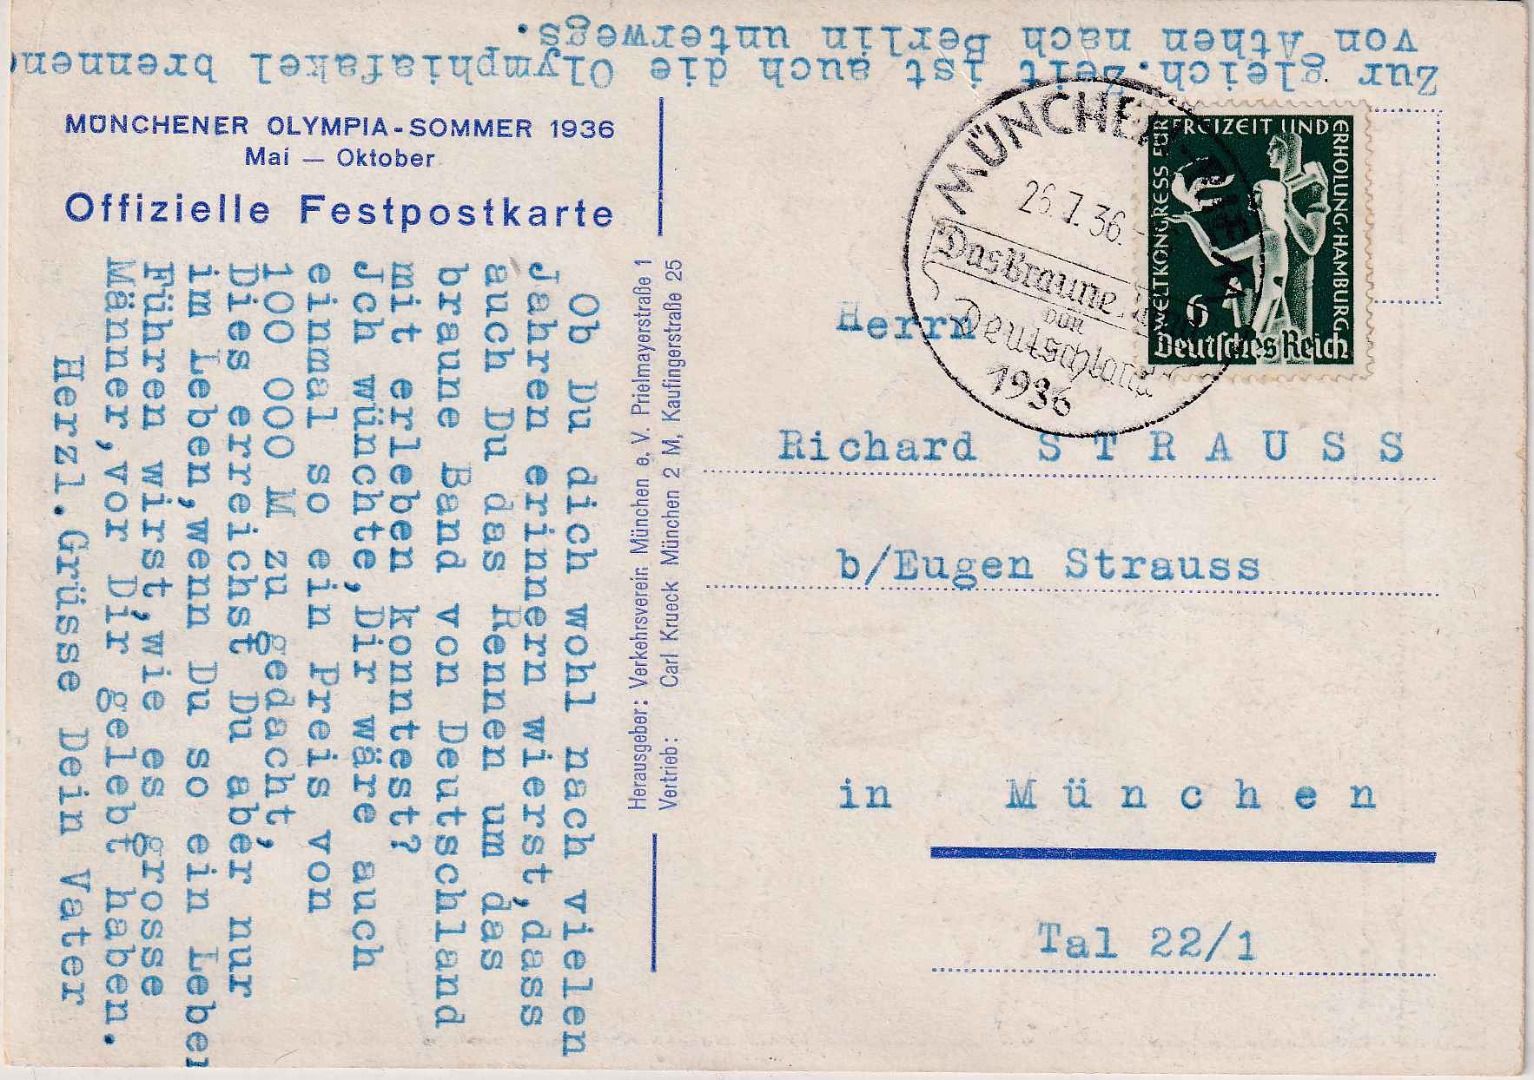 Zur gleich.Zeit ist auch die Olymphiafakel brennend
von Athen nach Berlin unterwegs.
MÜNCHENER OLYMPIA-SOMMER 1936
Mai — Oktober
Offizielle Festpostkarte
Ob Du dich wohl nach vielen
Jahren erinnern wierst,dass
auch Du das Rennen um das
braune Band von Deutschland
mit erleben konntest?
Jch wünchte,Dir wäre auch
einmal so ein Preis von
100 000 M zu gedacht,
Dies erreichst Du aber nur
im Leben,wenn Du so ein Leben
Führen wirst,wie es grosse
Männer,vor Dir gelebt haben.
Herzl.Grüsse Dein Vater
Herausgeber: Verkehrsverein München e. V. Prielmayerstraße 1
Vertrieb: Carl Krueck München 2 M, Kaufingerstraße 25
MÜNCHEN-RIEM
26.7.36.
Das Braune
von
Deutschland
1936
WELTKONGRESS FÜR
FREIZEIT UND
ERHOLUNG·HAMBURG
6
Deutsches Reich
Herrn
Richard STRAUSS
b/Eugen Strauss
in München
Tal 22/1